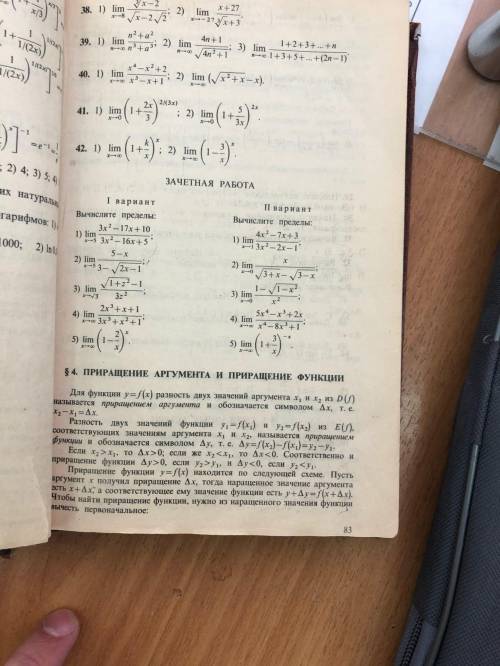 38. 1) lim x→8 (∛x−2)/(√x−2√2); 2) lim x→−27 (x+27)/(∛x+3)
39. 1) lim n→∞ (n²+a²)/(n³+a³); 2) lim n→∞ (4n+1)/√(4n²+1); 3) lim n→∞ (1+2+3+...+n)/(1+3+5+...+(2n−1)).
40. 1) lim x→∞ (x⁴−x²+2)/(x³−x+1); 2) lim x→∞ (√(x²+x)−x).
41. 1) lim x→0 (1+2x/3)^(2/(3x)); 2) lim x→0 (1+5/(3x))^(2x).
42. 1) lim x→∞ (1+k/x)^x; 2) lim x→∞ (1−3/x)^x.
ЗАЧЕТНАЯ РАБОТА
I вариант
Вычислите пределы:
1) lim x→5 (3x²−17x+10)/(3x²−16x+5);
2) lim x→5 (5−x)/(3−√(2x−1));
3) lim z→√3 (√(1+z²)−1)/(3z²);
4) lim x→∞ (2x³+x+1)/(3x³+x²+1);
5) lim x→∞ (1−2/x)^x.
II вариант
Вычислите пределы:
1) lim x→1 (4x²−7x+3)/(3x²−2x−1);
2) lim x→0 x/(√(3+x)−√(3−x));
3) lim x→0 (1−√(1−x²))/x²;
4) lim x→∞ (5x⁴−x³+2x)/(x⁴−8x³+1);
5) lim x→∞ (1+3/x)^(−x).
§ 4. ПРИРАЩЕНИЕ АРГУМЕНТА И ПРИРАЩЕНИЕ ФУНКЦИИ
Для функции y=f(x) разность двух значений аргумента x₁ и x₂ из D(f)
называется приращением аргумента и обозначается символом Δx, т. е.
x₂−x₁=Δx.
Разность двух значений функции y₁=f(x₁) и y₂=f(x₂) из E(f),
соответствующих значениям аргумента x₁ и x₂, называется приращением
функции и обозначается символом Δy, т. е. Δy=f(x₂)−f(x₁)=y₂−y₁.
Если x₂>x₁, то Δx>0; если же x₂<x₁, то Δx<0. Соответственно и
приращение функции Δy>0, если y₂>y₁, и Δy<0, если y₂<y₁.
Приращение функции y=f(x) находится по следующей схеме. Пусть
аргумент x получил приращение Δx, тогда наращенное значение аргумента
есть x+Δx, а соответствующее ему значение функции есть y+Δy=f(x+Δx).
Чтобы найти приращение функции, нужно из наращенного значения функции
вычесть первоначальное:
83